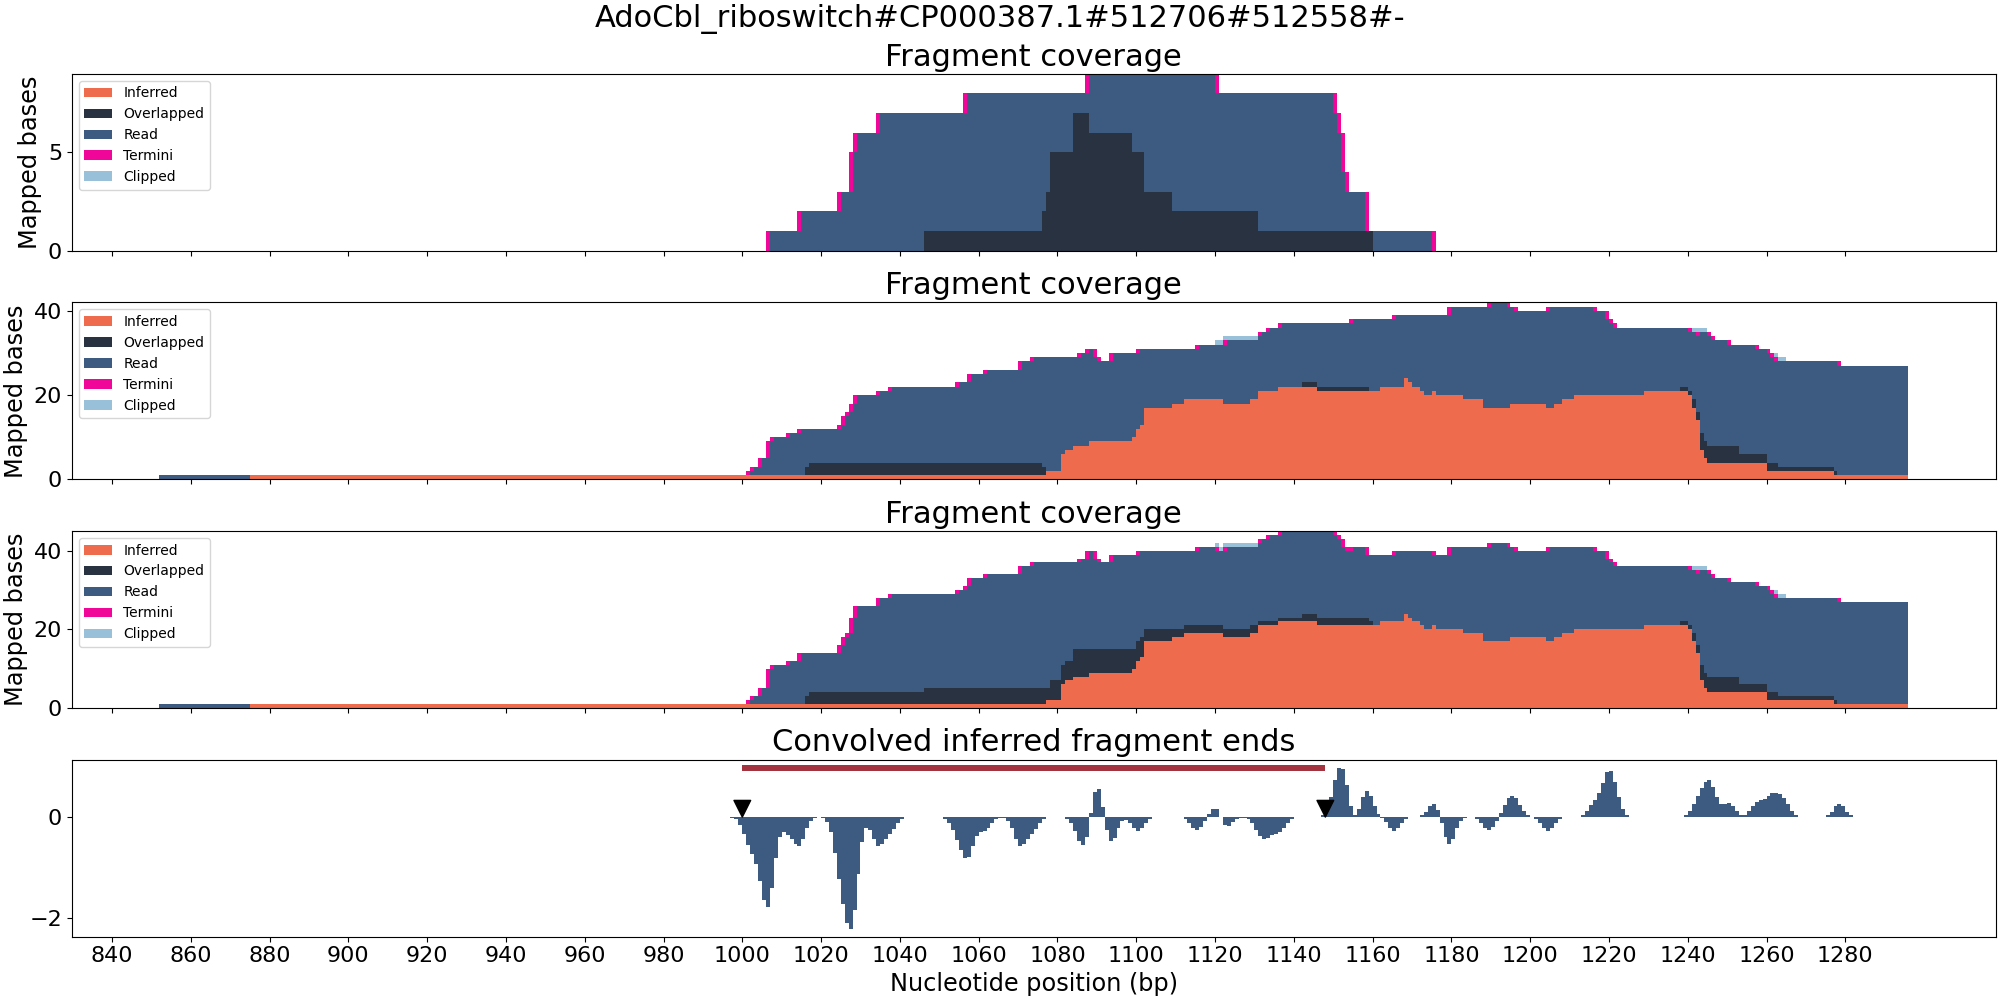 AdoCbl_riboswitch#CP000387.1#512706#512558#-
Fragment coverage
Mapped bases
5
0
Inferred
Overlapped
Read
Termini
Clipped
Fragment coverage
Mapped bases
40
20
0
Inferred
Overlapped
Read
Termini
Clipped
Fragment coverage
Mapped bases
40
20
0
Inferred
Overlapped
Read
Termini
Clipped
Convolved inferred fragment ends
0
−2
840 860 880 900 920 940 960 980 1000 1020 1040 1060 1080 1100 1120 1140 1160 1180 1200 1220 1240 1260 1280
Nucleotide position (bp)